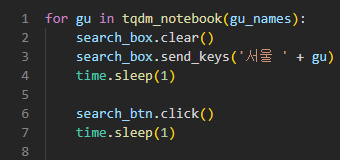 1 for gu in tqdm_notebook(gu_names):
2     search_box.clear()
3     search_box.send_keys('서울 ' + gu)
4     time.sleep(1)
5
6     search_btn.click()
7     time.sleep(1)
8